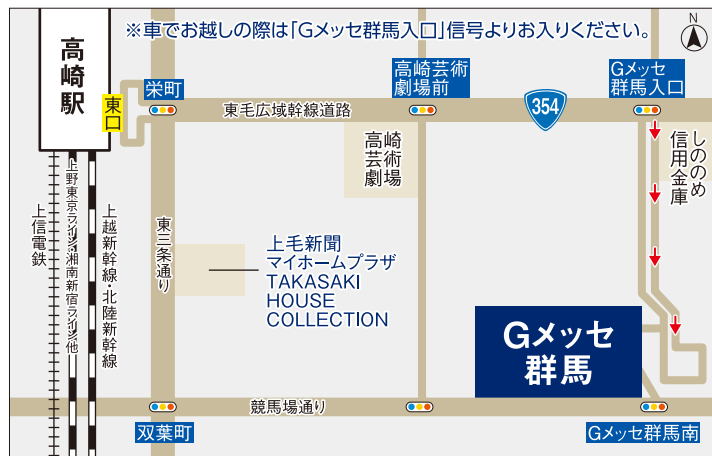 ※車でお越しの際は「Gメッセ群馬入口」信号よりお入りください。
N
高崎駅
東口
栄町
高崎芸術
劇場前
Gメッセ
群馬入口
東毛広域幹線道路
354
高崎
芸術
劇場
しののめ
信用金庫
上信電鉄
上野東京ライン・湘南新宿ライン他
上越新幹線・北陸新幹線
東三条通り
上毛新聞
マイホームプラザ
TAKASAKI
HOUSE
COLLECTION
Gメッセ
群馬
競馬場通り
双葉町
Gメッセ群馬南